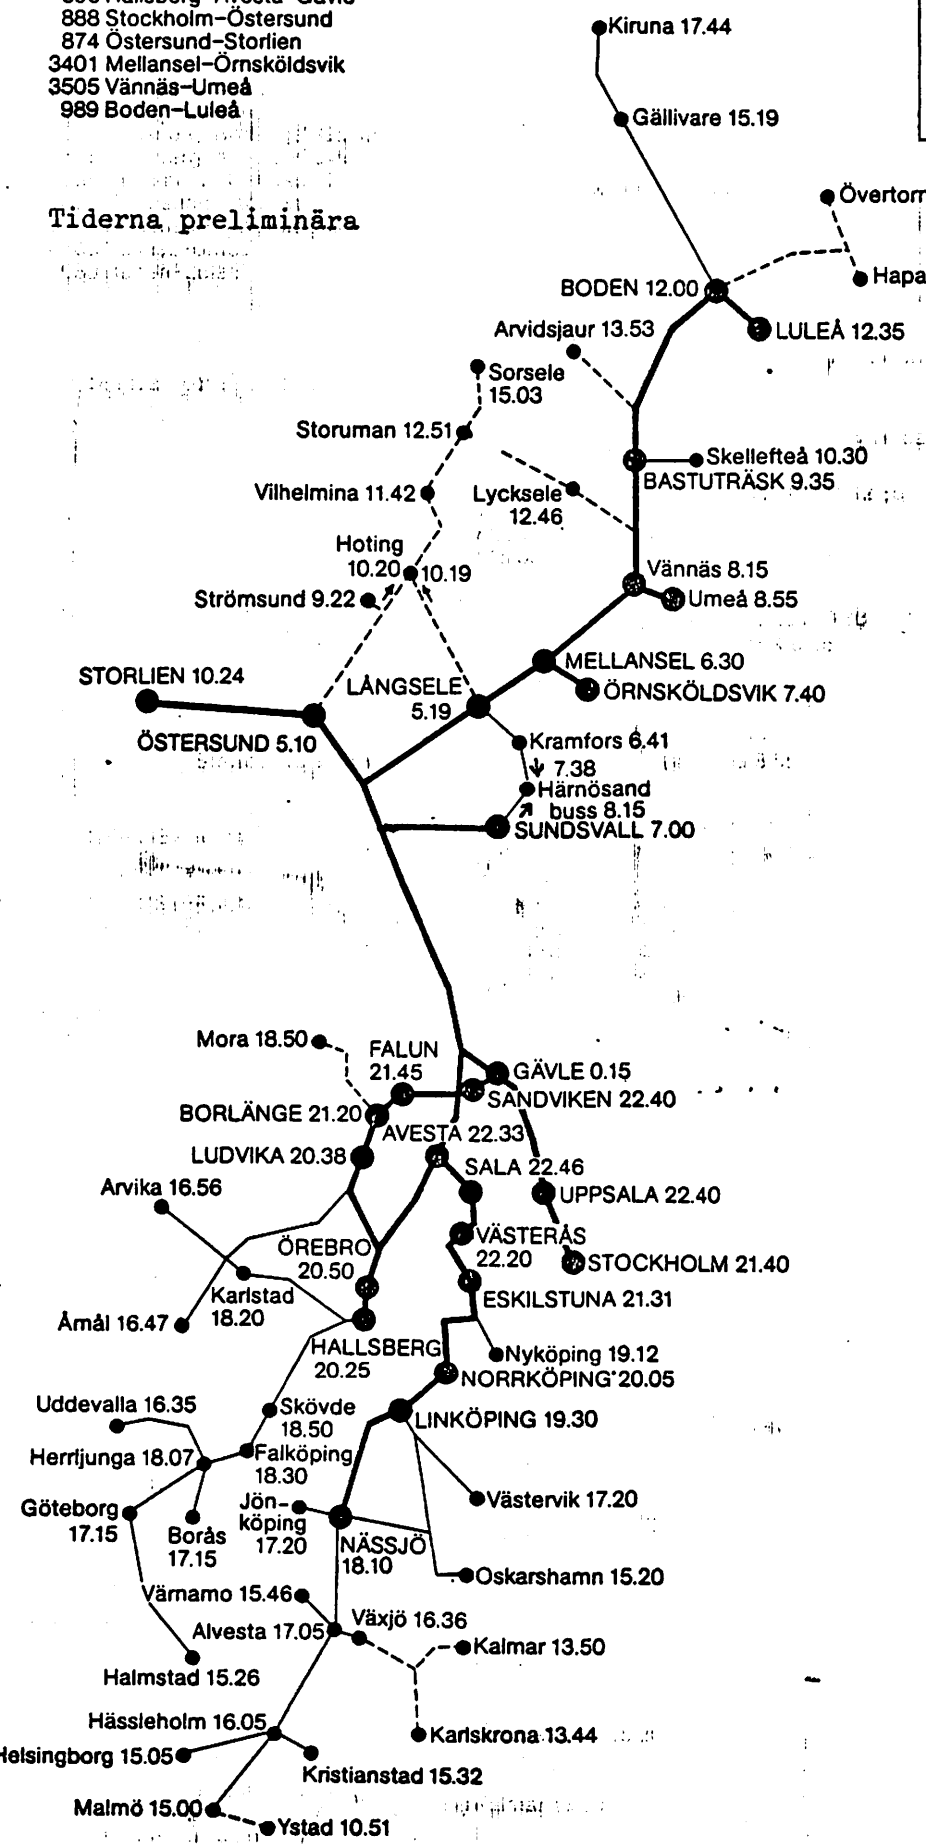 888 Stockholm–Östersund
874 Östersund–Storlien
3401 Mellansel–Örnsköldsvik
3505 Vännäs–Umeå
989 Boden–Luleå
Tiderna preliminära
Kiruna 17.44
Gällivare 15.19
BODEN 12.00
LULEÅ 12.35
Arvidsjaur 13.53
Sorsele
15.03
Storuman 12.51
Skellefteå 10.30
BASTUTRÄSK 9.35
Vilhelmina 11.42
Lycksele
12.46
Hoting
10.20
10.19
Vännäs 8.15
Strömsund 9.22
Umeå 8.55
MELLANSEL 6.30
STORLIEN 10.24
LÅNGSELE
5.19
ÖRNSKÖLDSVIK 7.40
ÖSTERSUND 5.10
Kramfors 6.41
7.38
Härnösand
buss 8.15
SUNDSVALL 7.00
Mora 18.50
FALUN
21.45
GÄVLE 0.15
SANDVIKEN 22.40
BORLÄNGE 21.20
AVESTA 22.33
LUDVIKA 20.38
SALA 22.46
Arvika 16.56
UPPSALA 22.40
ÖREBRO
20.50
VÄSTERÅS
22.20
STOCKHOLM 21.40
Karlstad
18.20
ESKILSTUNA 21.31
Åmål 16.47
HALLSBERG
20.25
Nyköping 19.12
NORRKÖPING 20.05
Uddevalla 16.35
Skövde
18.50
LINKÖPING 19.30
Herrljunga 18.07
Falköping
18.30
Göteborg
17.15
Borås
17.15
Jön-
köping
17.20
Västervik 17.20
NÄSSJÖ
18.10
Oskarshamn 15.20
Värnamo 15.46
Alvesta 17.05
Växjö 16.36
Kalmar 13.50
Halmstad 15.26
Hässleholm 16.05
Karlskrona 13.44
Helsingborg 15.05
Kristianstad 15.32
Malmö 15.00
Ystad 10.51